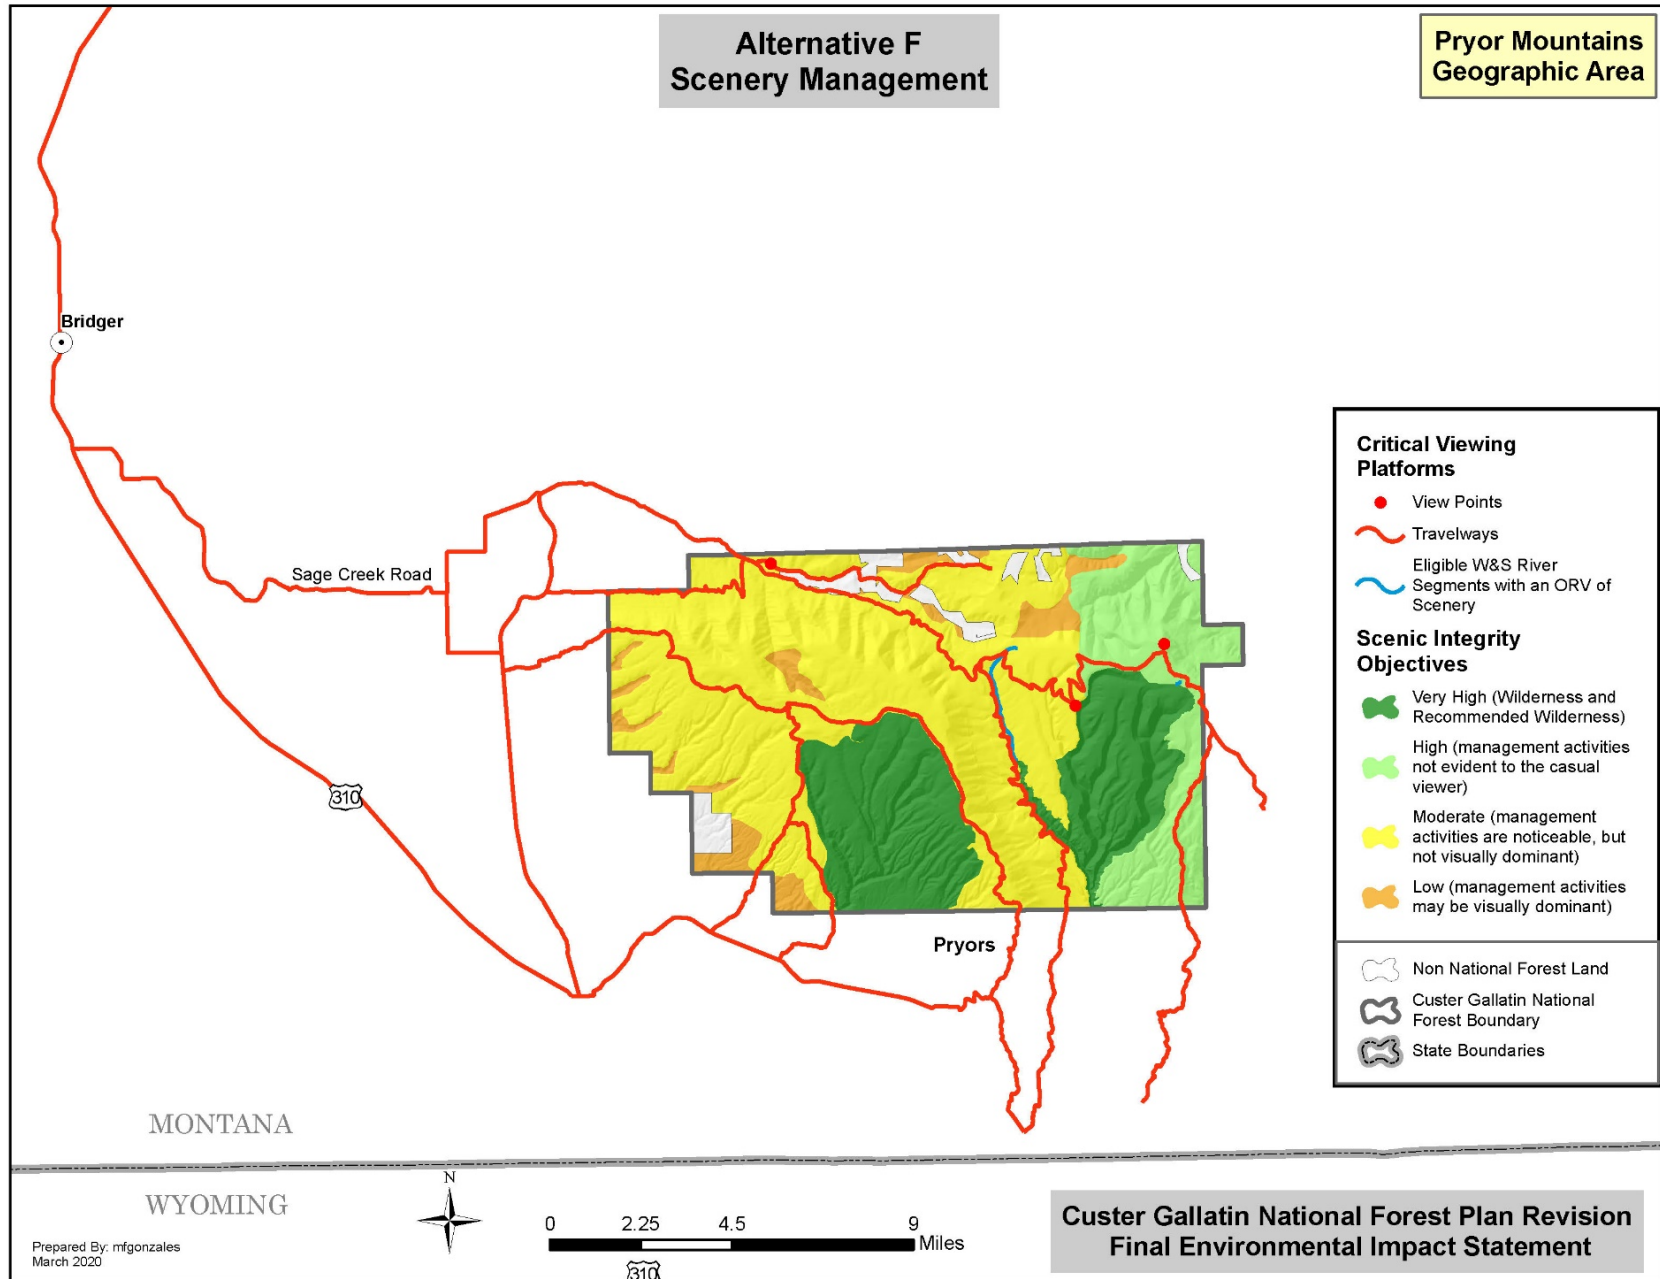 Alternative F
Scenery Management
Pryor Mountains
Geographic Area
Bridger
Sage Creek Road
310
Pryors
Critical Viewing
Platforms
View Points
Travelways
Eligible W&S River
Segments with an ORV of
Scenery
Scenic Integrity
Objectives
Very High (Wilderness and
Recommended Wilderness)
High (management activities
not evident to the casual
viewer)
Moderate (management
activities are noticeable, but
not visually dominant)
Low (management activities
may be visually dominant)
Non National Forest Land
Custer Gallatin National
Forest Boundary
State Boundaries
MONTANA
WYOMING
N
0 2.25 4.5 9
Miles
310
Prepared By: mfgonzales
March 2020
Custer Gallatin National Forest Plan Revision
Final Environmental Impact Statement